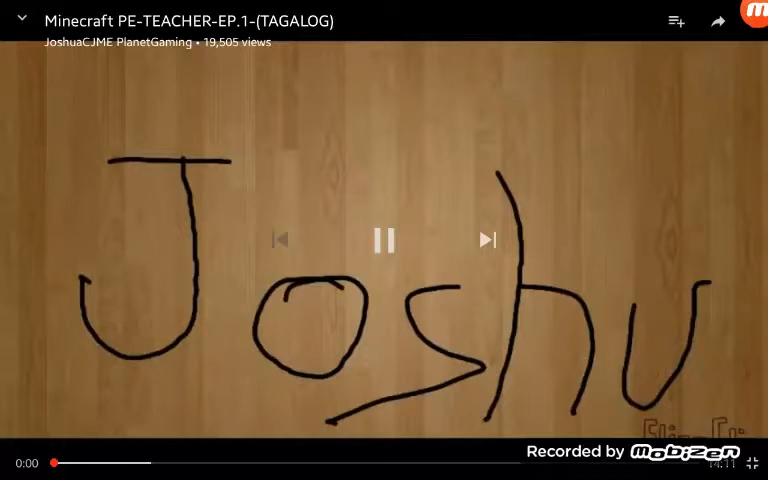 Minecraft PE-TEACHER-EP.1-(TAGALOG)
JoshuaCJME PlanetGaming • 19,505 views
Joshu
Recorded by MOBIZEN
0:00
14:11